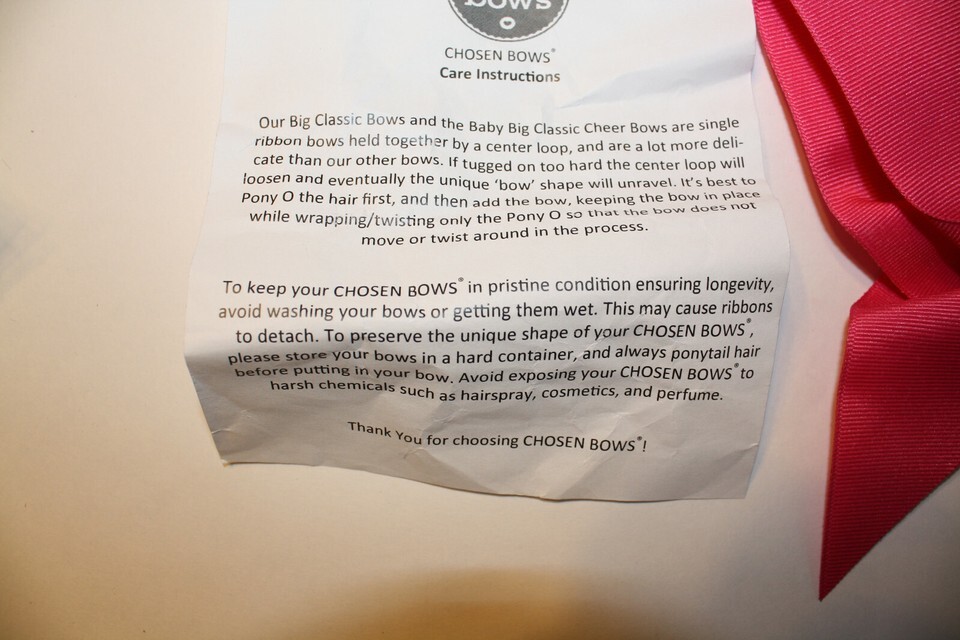 bows
CHOSEN BOWS®
Care Instructions
Our Big Classic Bows and the Baby Big Classic Cheer Bows are single
ribbon bows held together by a center loop, and are a lot more deli-
cate than our other bows. If tugged on too hard the center loop will
loosen and eventually the unique ‘bow’ shape will unravel. It’s best to
Pony O the hair first, and then add the bow, keeping the bow in place
while wrapping/twisting only the Pony O so that the bow does not
move or twist around in the process.
To keep your CHOSEN BOWS® in pristine condition ensuring longevity,
avoid washing your bows or getting them wet. This may cause ribbons
to detach. To preserve the unique shape of your CHOSEN BOWS®,
please store your bows in a hard container, and always ponytail hair
before putting in your bow. Avoid exposing your CHOSEN BOWS® to
harsh chemicals such as hairspray, cosmetics, and perfume.
Thank You for choosing CHOSEN BOWS®!